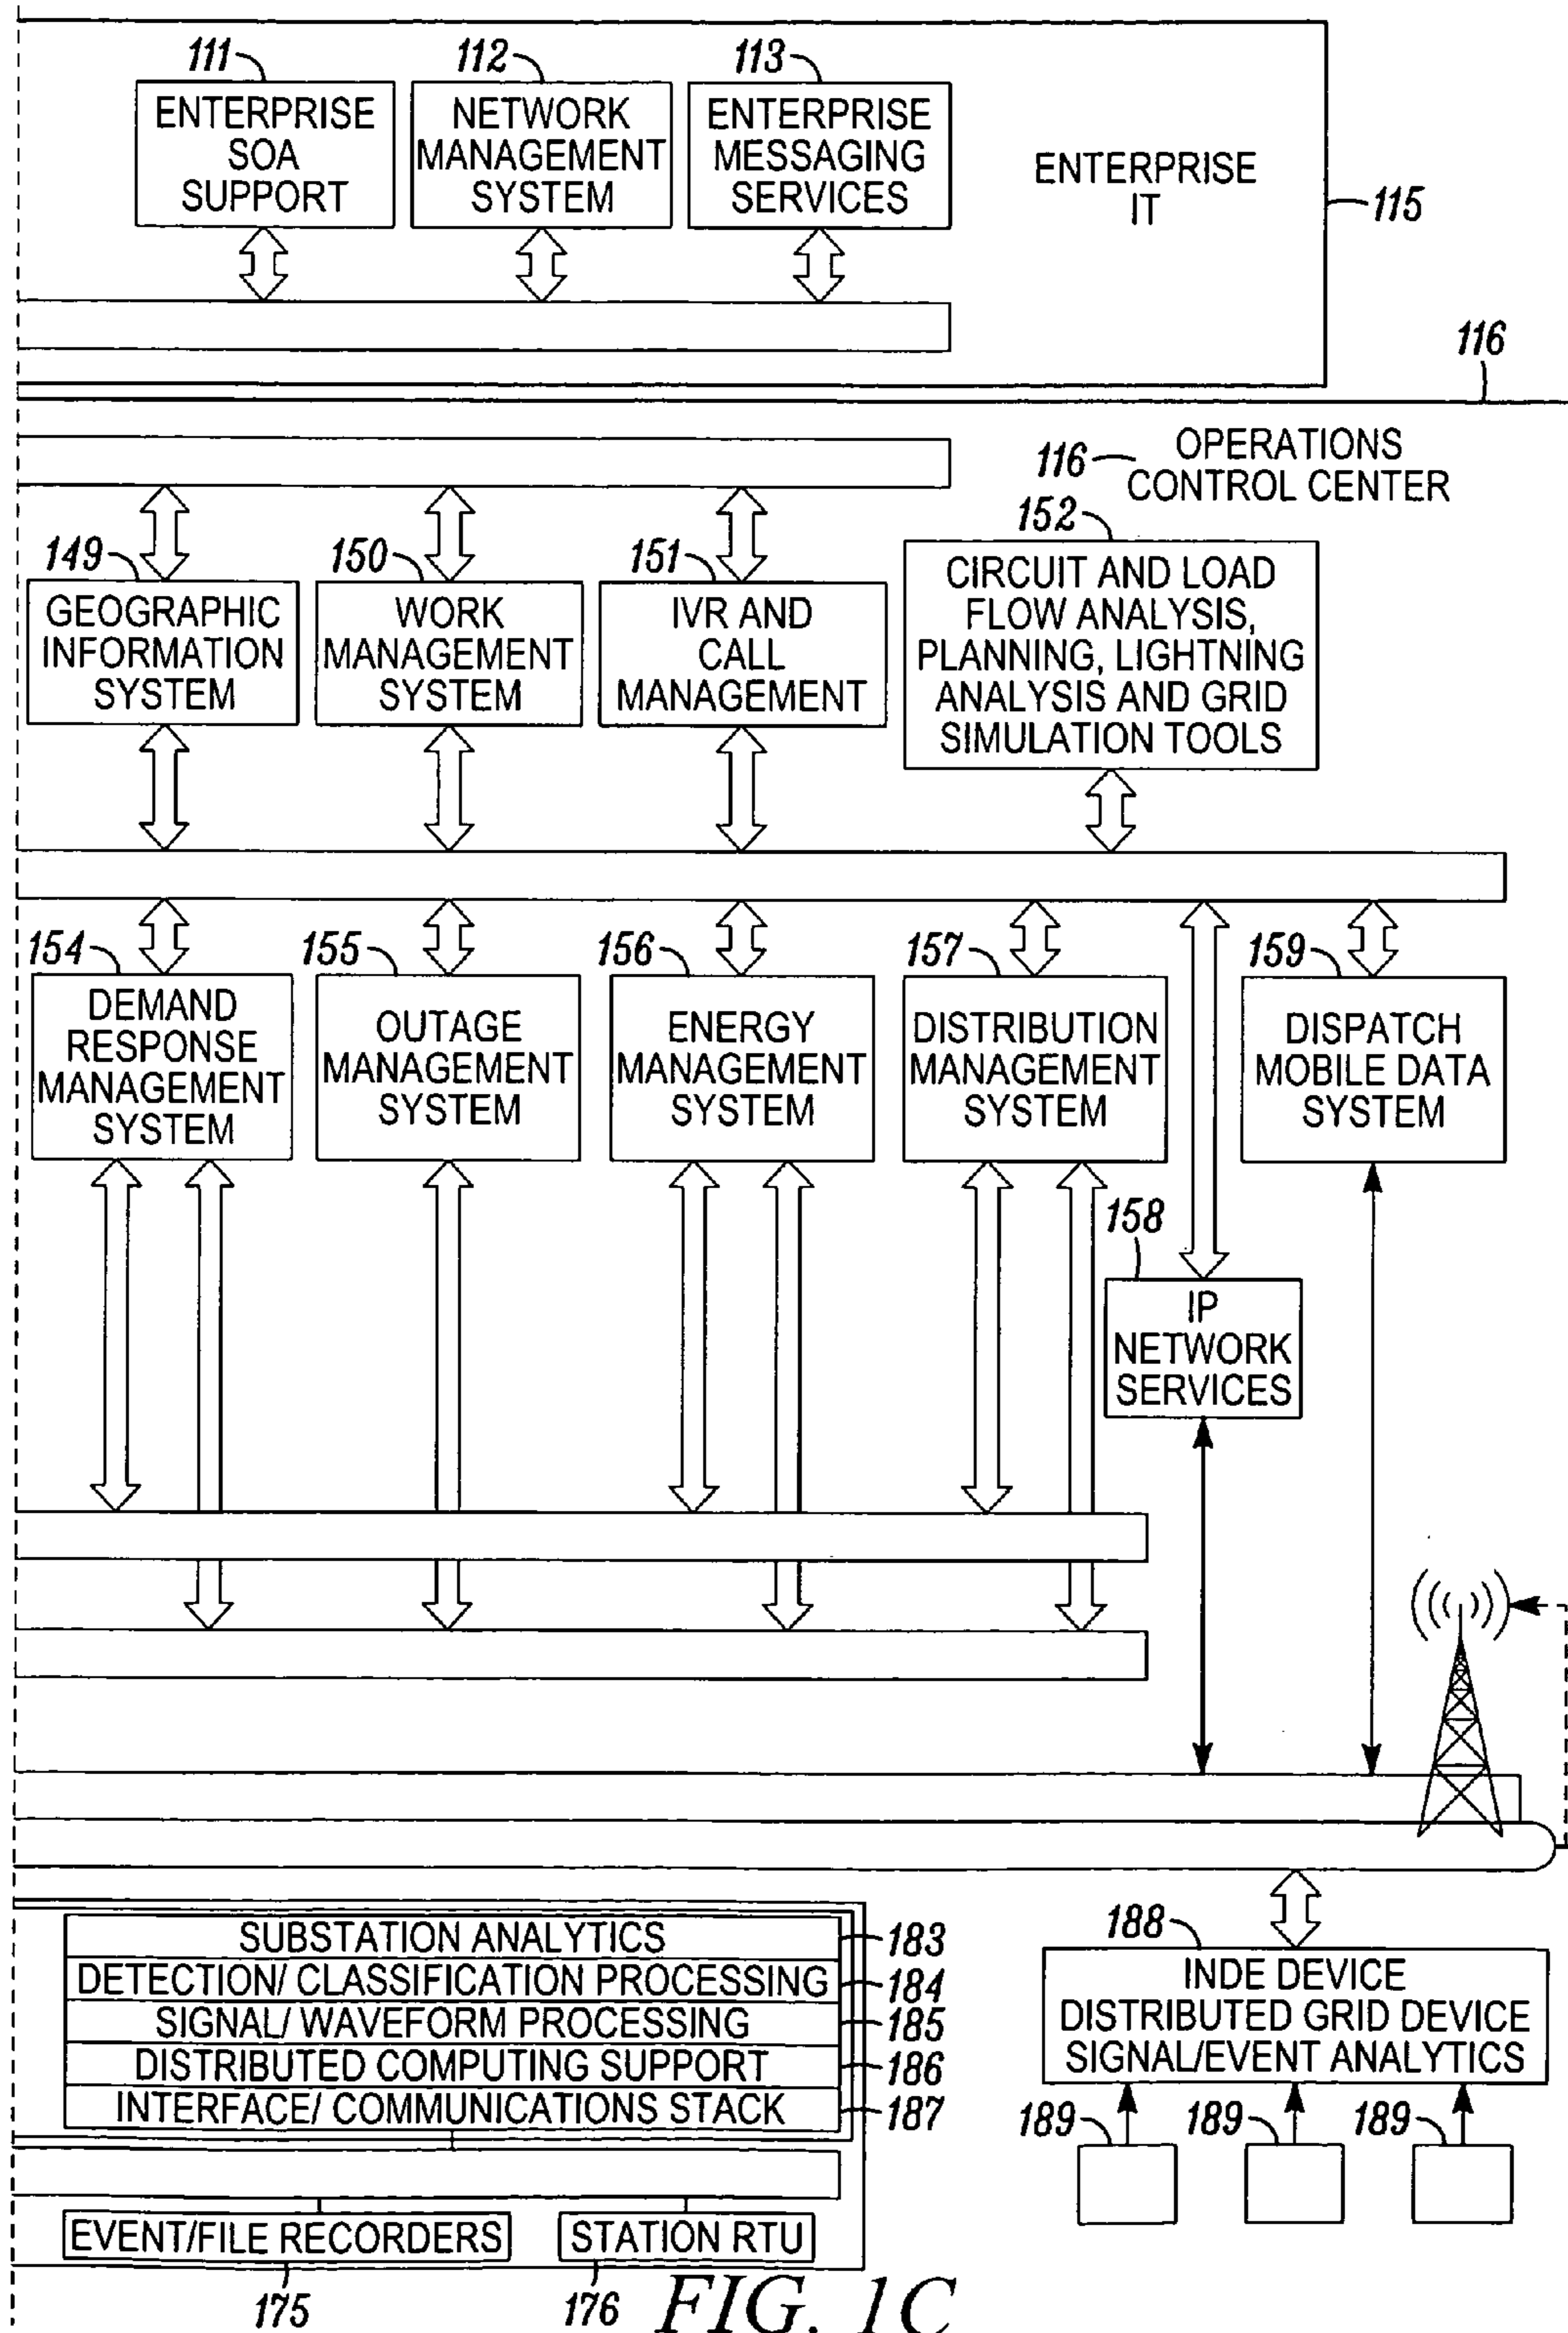 111
112
113
ENTERPRISE
SOA
SUPPORT
NETWORK
MANAGEMENT
SYSTEM
ENTERPRISE
MESSAGING
SERVICES
ENTERPRISE
IT
115
116
116
OPERATIONS
CONTROL CENTER
149
150
151
152
GEOGRAPHIC
INFORMATION
SYSTEM
WORK
MANAGEMENT
SYSTEM
IVR AND
CALL
MANAGEMENT
CIRCUIT AND LOAD
FLOW ANALYSIS,
PLANNING, LIGHTNING
ANALYSIS AND GRID
SIMULATION TOOLS
154
155
156
157
159
DEMAND
RESPONSE
MANAGEMENT
SYSTEM
OUTAGE
MANAGEMENT
SYSTEM
ENERGY
MANAGEMENT
SYSTEM
DISTRIBUTION
MANAGEMENT
SYSTEM
DISPATCH
MOBILE DATA
SYSTEM
158
IP
NETWORK
SERVICES
SUBSTATION ANALYTICS
183
DETECTION/ CLASSIFICATION PROCESSING
184
SIGNAL/ WAVEFORM PROCESSING
185
DISTRIBUTED COMPUTING SUPPORT
186
INTERFACE/ COMMUNICATIONS STACK
187
188
INDE DEVICE
DISTRIBUTED GRID DEVICE
SIGNAL/EVENT ANALYTICS
189
189
189
EVENT/FILE RECORDERS
STATION RTU
175
176
FIG. 1C